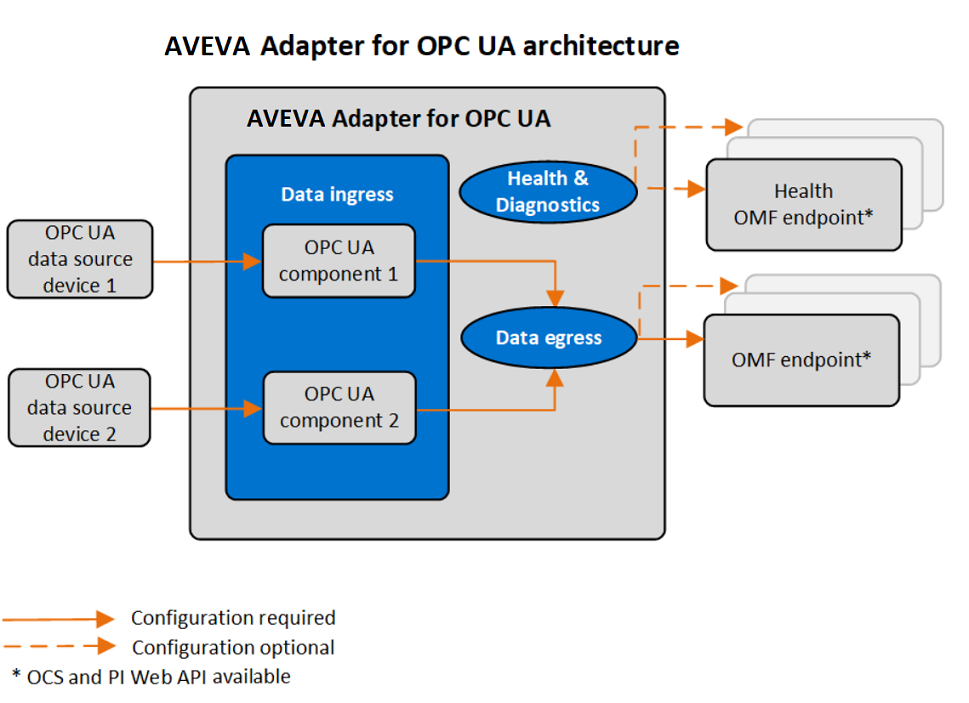 AVEVA Adapter for OPC UA architecture
AVEVA Adapter for OPC UA
Data ingress
Health &
Diagnostics
Health
OMF endpoint*
OPC UA
data source
device 1
OPC UA
component 1
Data egress
OMF endpoint*
OPC UA
data source
device 2
OPC UA
component 2
Configuration required
Configuration optional
* OCS and PI Web API available